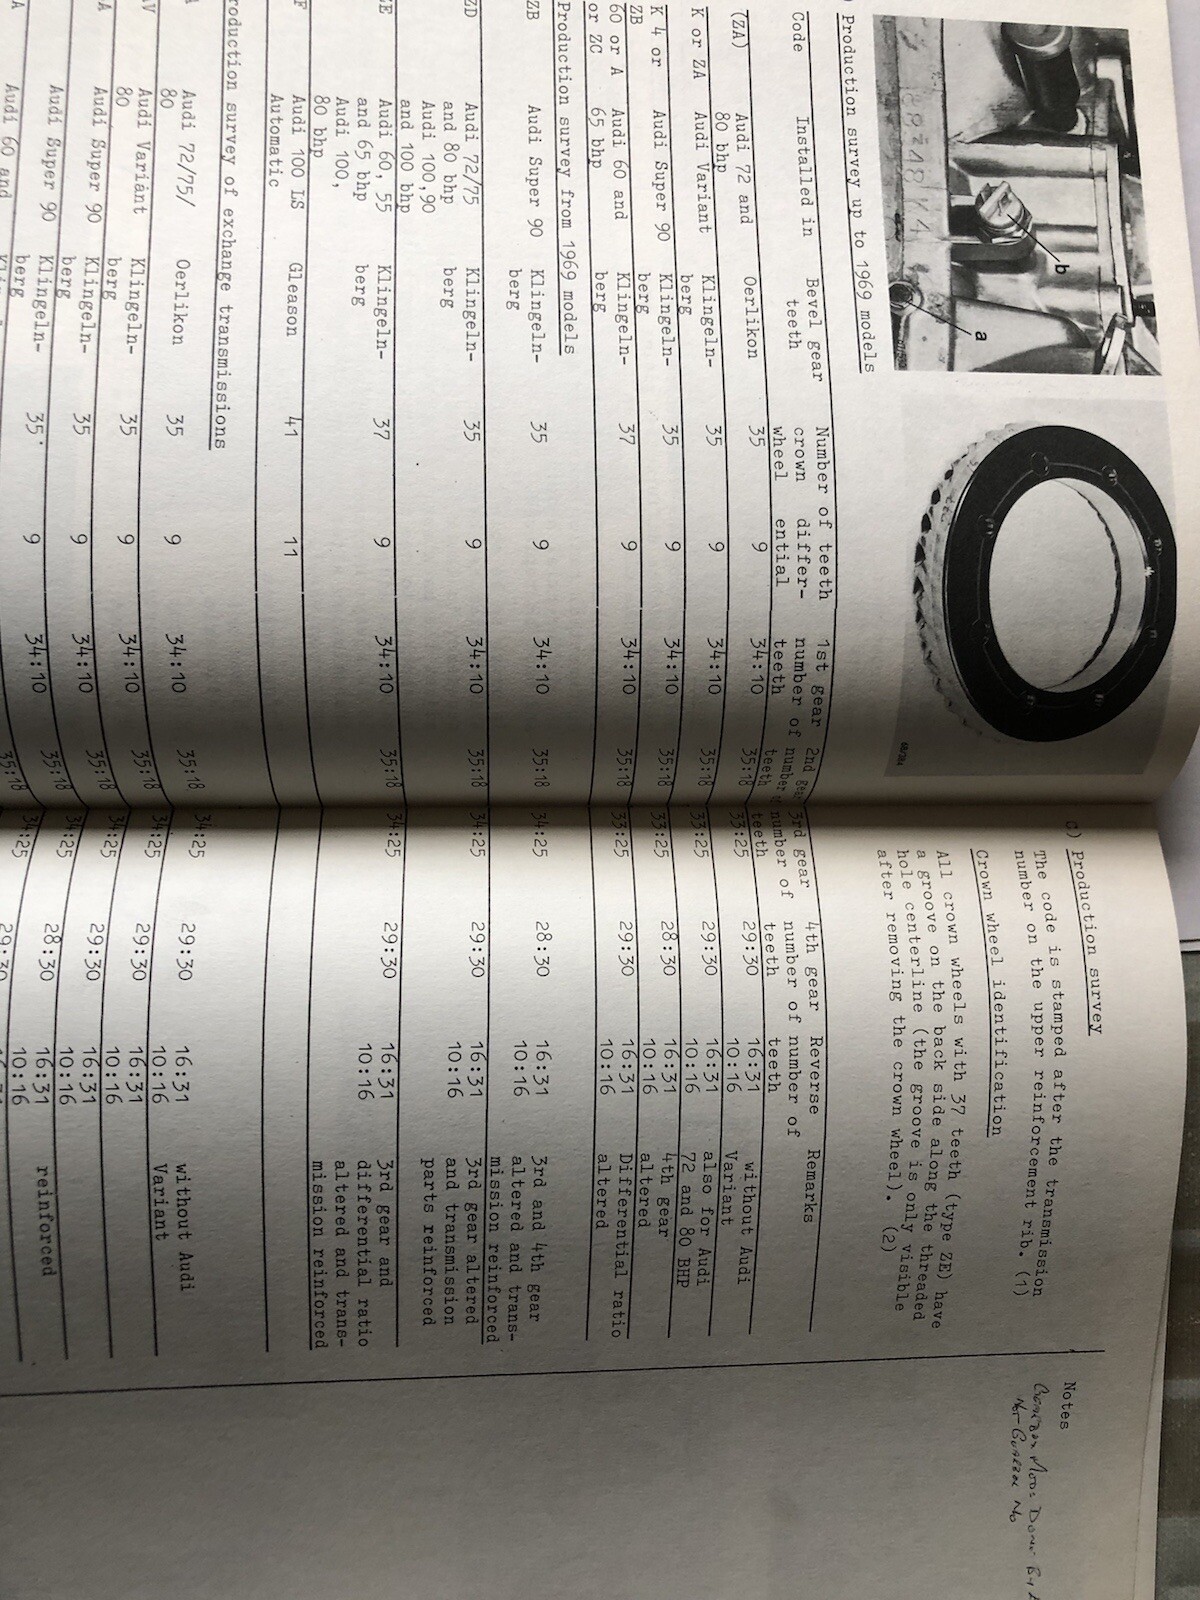 C) Production survey
The code is stamped after the transmission
number on the upper reinforcement rib. (1)
Crown wheel identification
All crown wheels with 37 teeth (type ZE) have
a groove on the back side along the threaded
hole centerline (the groove is only visible
after removing the crown wheel). (2)
Notes
b
a
Production survey up to 1969 models
Code Installed in Bevel gear teeth Number of teeth crown wheel differ-ential 1st gear number of teeth 2nd gear number of teeth 3rd gear number of teeth 4th gear number of teeth Reverse number of teeth Remarks
(ZA) Audi 72 and 80 bhp Oerlikon 35 9 34:10 35:18 33:25 29:30 16:31 10:16 without Audi Variant
K or ZA Audi Variant Klingeln-berg 35 9 34:10 35:18 33:25 29:30 16:31 10:16 also for Audi 72 and 80 BHP
K 4 or ZB Audi Super 90 Klingeln-berg 35 9 34:10 35:18 33:25 28:30 16:31 10:16 4th gear altered
60 or A or ZC Audi 60 and 65 bhp Klingeln-berg 37 9 34:10 35:18 33:25 29:30 16:31 10:16 Differential ratio altered
Production survey from 1969 models
ZB Audi Super 90 Klingeln-berg 35 9 34:10 35:18 34:25 28:30 16:31 10:16 3rd and 4th gear altered and trans-mission reinforced
ZD Audi 72/75 and 80 bhp Audi 100,90 and 100 bhp Klingeln-berg 35 9 34:10 35:18 34:25 29:30 16:31 10:16 3rd gear altered and transmission parts reinforced
ZE Audi 60, 55 and 65 bhp Audi 100, 80 bhp Klingeln-berg 37 9 34:10 35:18 34:25 29:30 16:31 10:16 3rd gear and differential ratio altered and trans-mission reinforced
F Audi 100 LS Automatic Gleason 41 11
roduction survey of exchange transmissions
A Audi 72/75/80 Oerlikon 35 9 34:10 35:18 34:25 29:30 16:31 10:16 without Audi Variant
AV Audi Variant 80 Klingeln-berg 35 9 34:10 35:18 34:25 29:30 16:31 10:16
A Audi Super 90 Klingeln-berg 35 9 34:10 35:18 34:25 29:30 16:31 10:16
Audi Super 90 Klingeln-berg 35 9 34:10 35:18 34:25 28:30 16:31 10:16 reinforced
A Audi 60 and 35:18 34:25 29:30